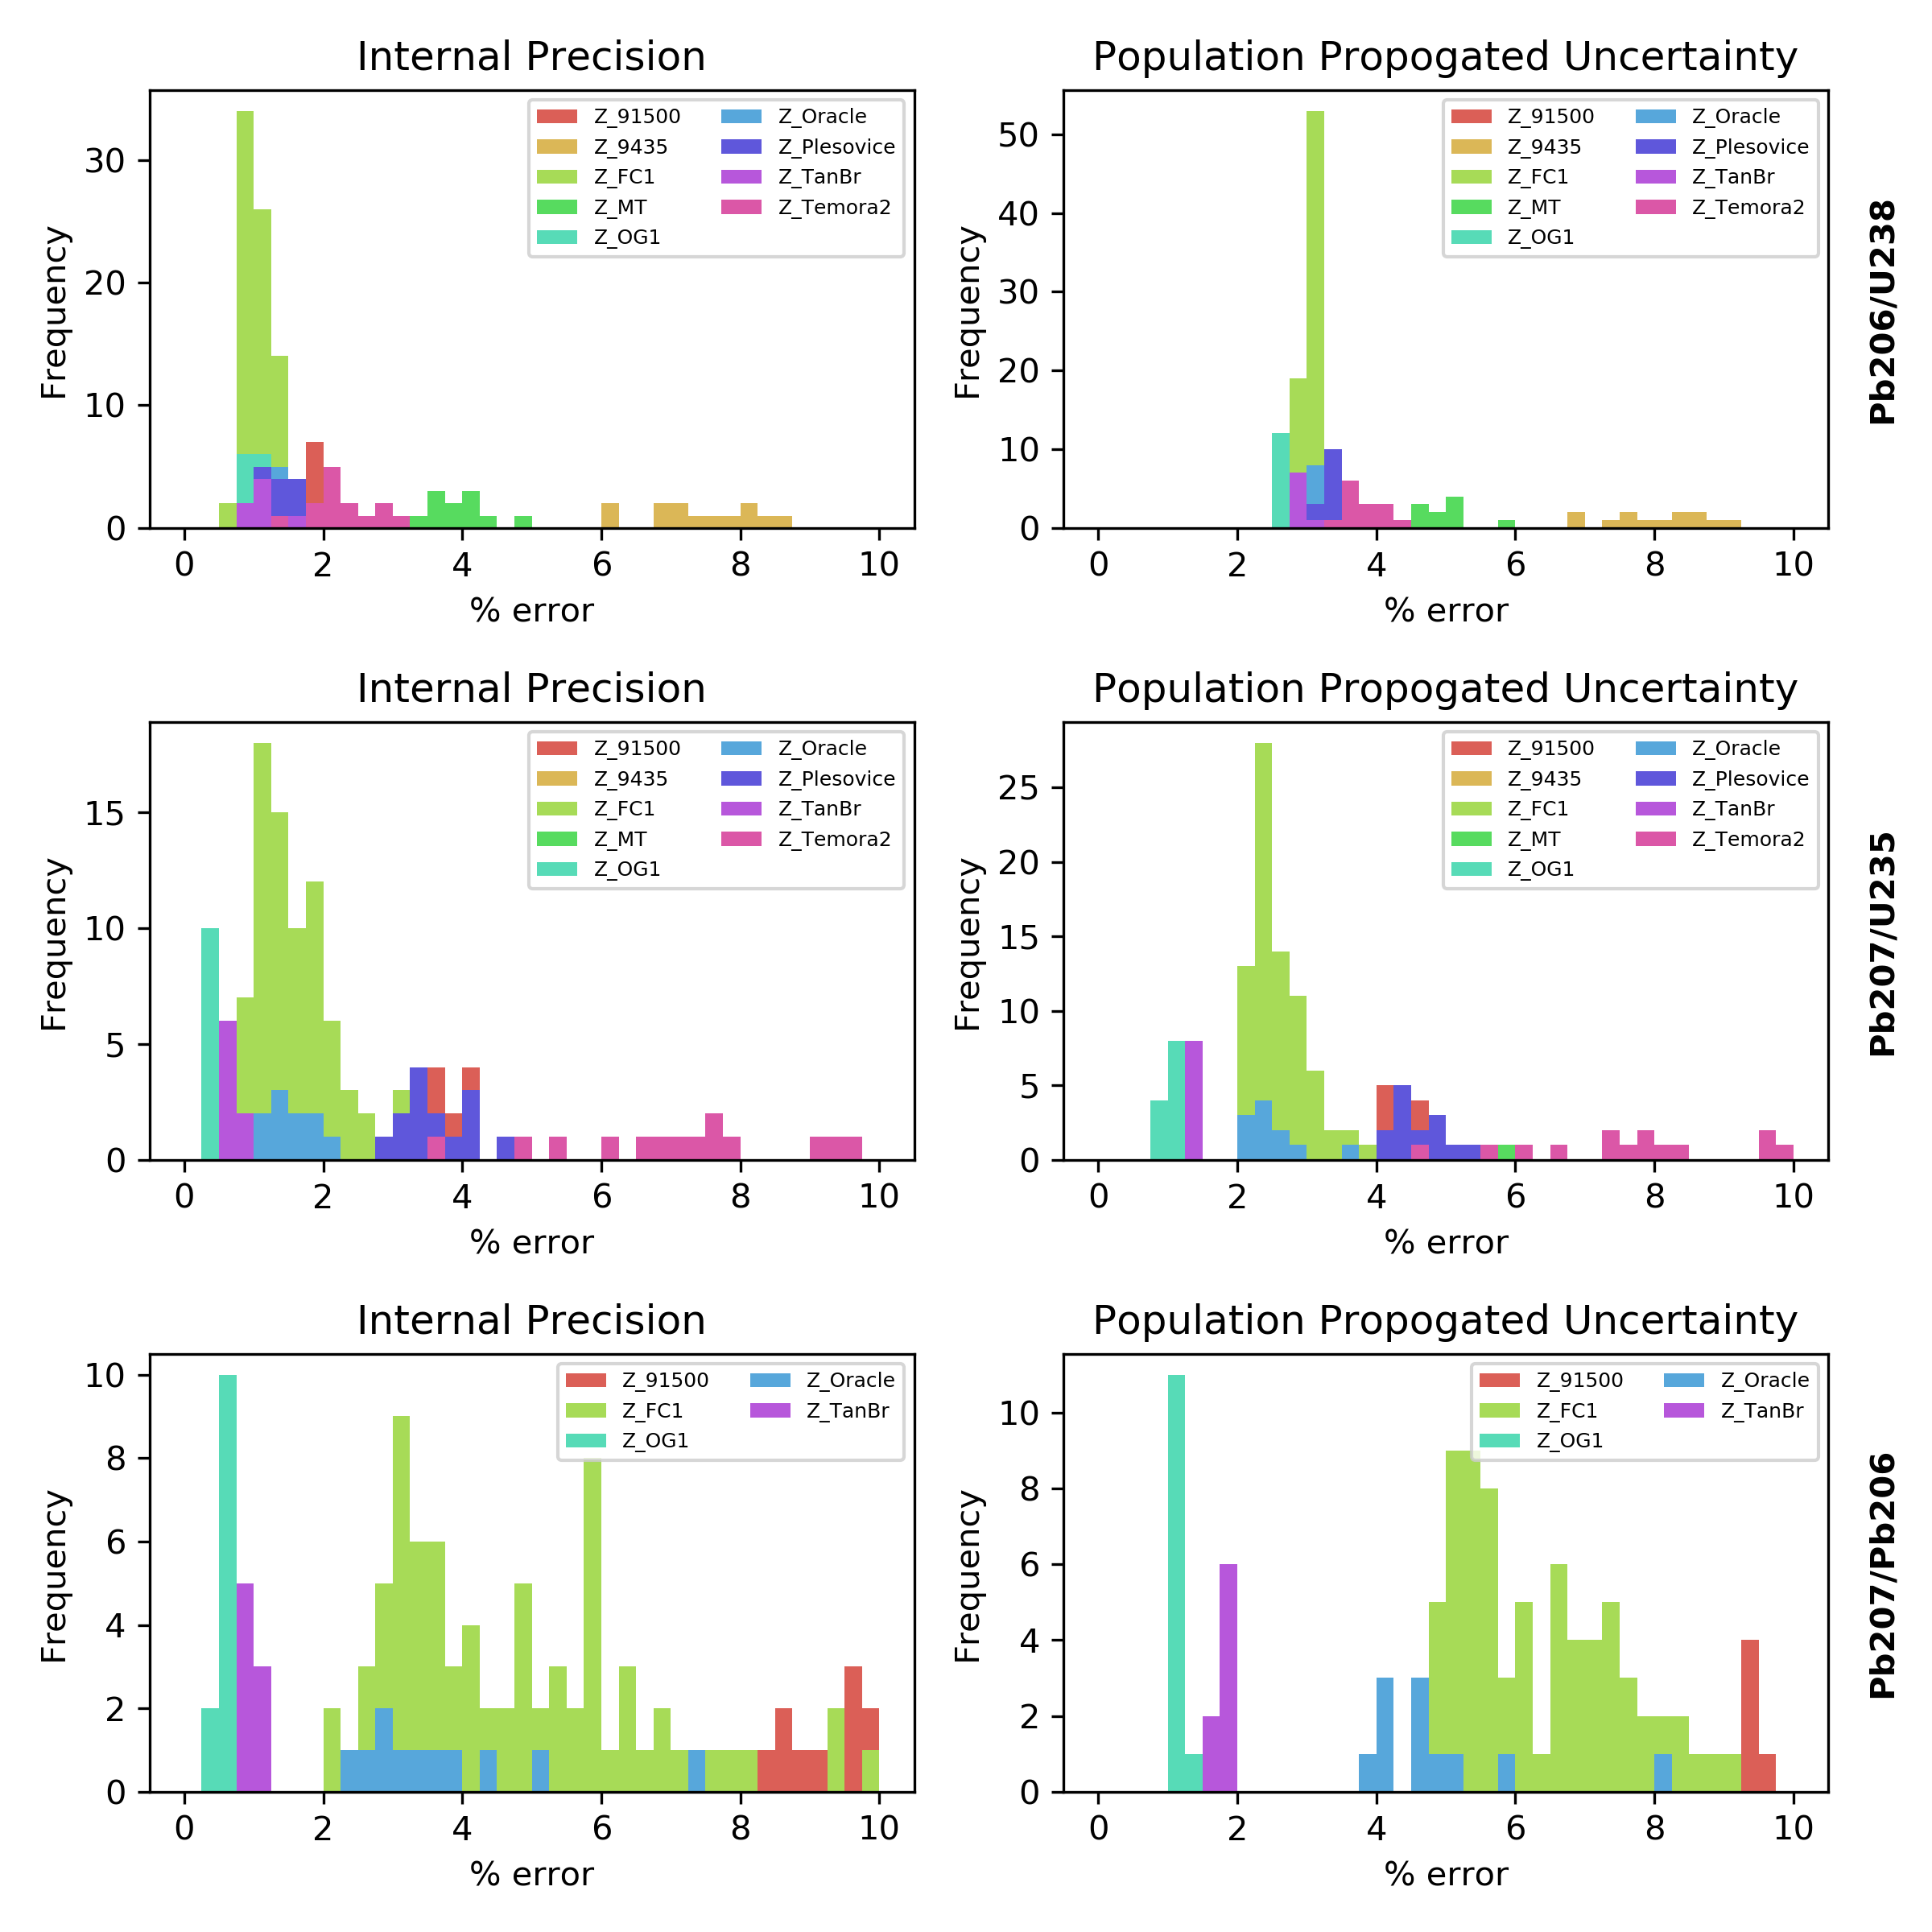 Internal Precision
Population Propogated Uncertainty
Frequency
30
20
10
0
Z_91500
Z_9435
Z_FC1
Z_MT
Z_OG1
Z_Oracle
Z_Plesovice
Z_TanBr
Z_Temora2
0 2 4 6 8 10
% error
Frequency
50
40
30
20
10
0
Z_91500
Z_9435
Z_FC1
Z_MT
Z_OG1
Z_Oracle
Z_Plesovice
Z_TanBr
Z_Temora2
0 2 4 6 8 10
% error
Pb206/U238
Internal Precision
Population Propogated Uncertainty
Frequency
15
10
5
0
Z_91500
Z_9435
Z_FC1
Z_MT
Z_OG1
Z_Oracle
Z_Plesovice
Z_TanBr
Z_Temora2
0 2 4 6 8 10
% error
Frequency
25
20
15
10
5
0
Z_91500
Z_9435
Z_FC1
Z_MT
Z_OG1
Z_Oracle
Z_Plesovice
Z_TanBr
Z_Temora2
0 2 4 6 8 10
% error
Pb207/U235
Internal Precision
Population Propogated Uncertainty
Frequency
10
8
6
4
2
0
Z_91500
Z_FC1
Z_OG1
Z_Oracle
Z_TanBr
0 2 4 6 8 10
% error
Frequency
10
8
6
4
2
0
Z_91500
Z_FC1
Z_OG1
Z_Oracle
Z_TanBr
0 2 4 6 8 10
% error
Pb207/Pb206